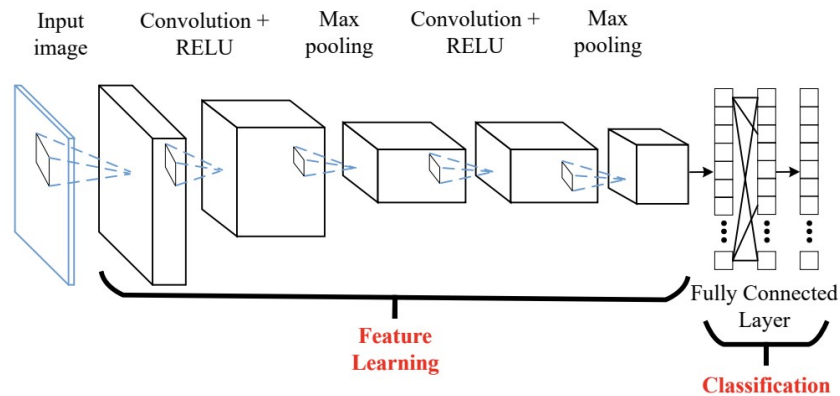 Input
image
Convolution +
RELU
Max
pooling
Convolution +
RELU
Max
pooling
Fully Connected
Layer
Feature
Learning
Classification